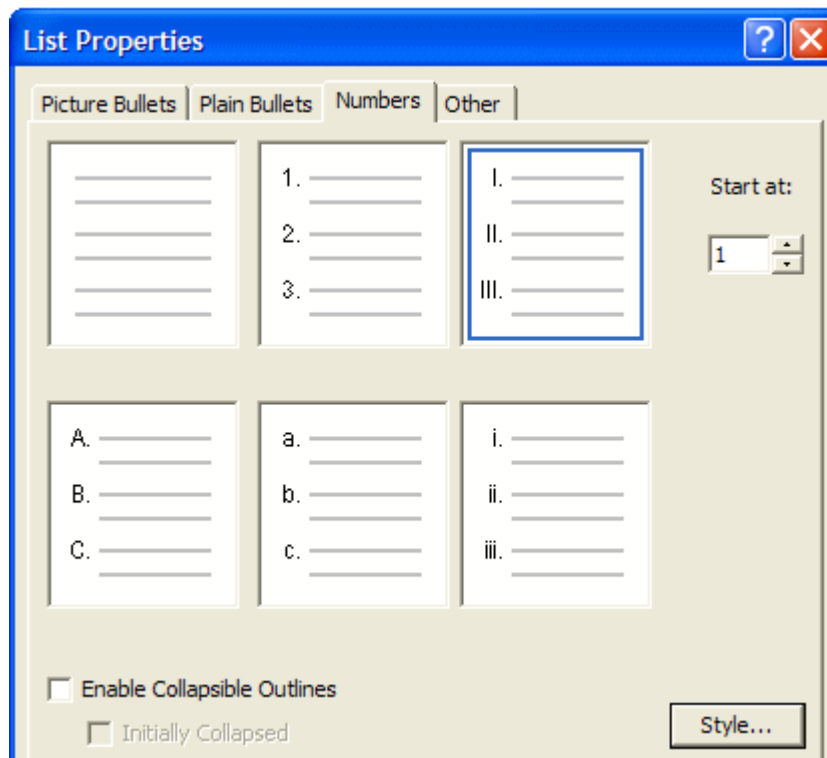 List Properties
?
Picture Bullets Plain Bullets Numbers Other
1.
2.
3.
I.
II.
III.
Start at:
1
A.
B.
C.
a.
b.
c.
i.
ii.
iii.
Enable Collapsible Outlines
Initially Collapsed
Style...